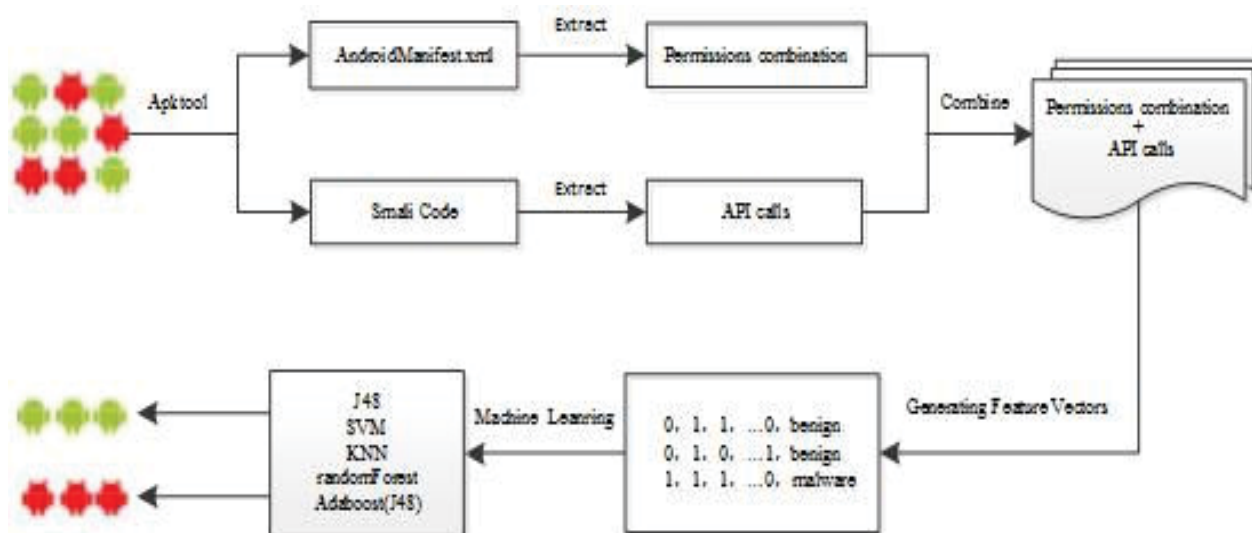 Extract
AndroidManifest.xml
Permissions combination
Apktool
Combine
Permissions combination
+
API calls
Extract
Smali Code
API calls
Generating Feature Vectors
0, 1, 1, ...0, benign
0, 1, 0, ...1, benign
1, 1, 1, ...0, malware
Machine Learning
J48
SVM
KNN
randomForest
Adaboost(J48)